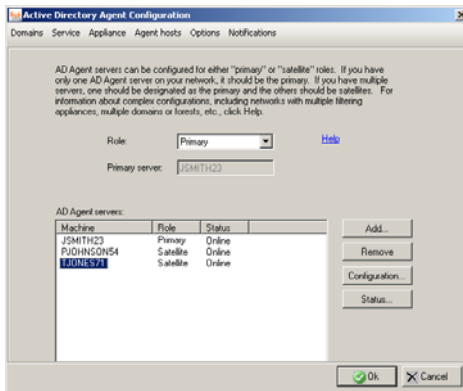 Active Directory Agent Configuration
Domains Service Appliance Agent hosts Options Notifications
AD Agent servers can be configured for either "primary" or "satellite" roles. If you have
only one AD Agent server on your network, it should be the primary. If you have multiple
servers, one should be designated as the primary and the others should be satellites. For
information about complex configurations, including networks with multiple filtering
appliances, multiple domains or forests, etc., click Help.
Role: Primary Help
Primary server: JSMITH23
AD Agent servers:
Machine Role Status
JSMITH23 Primary Online
PJOHNSON54 Satellite Online
TJONES71 Satellite Online
Add...
Remove
Configuration...
Status...
Ok Cancel